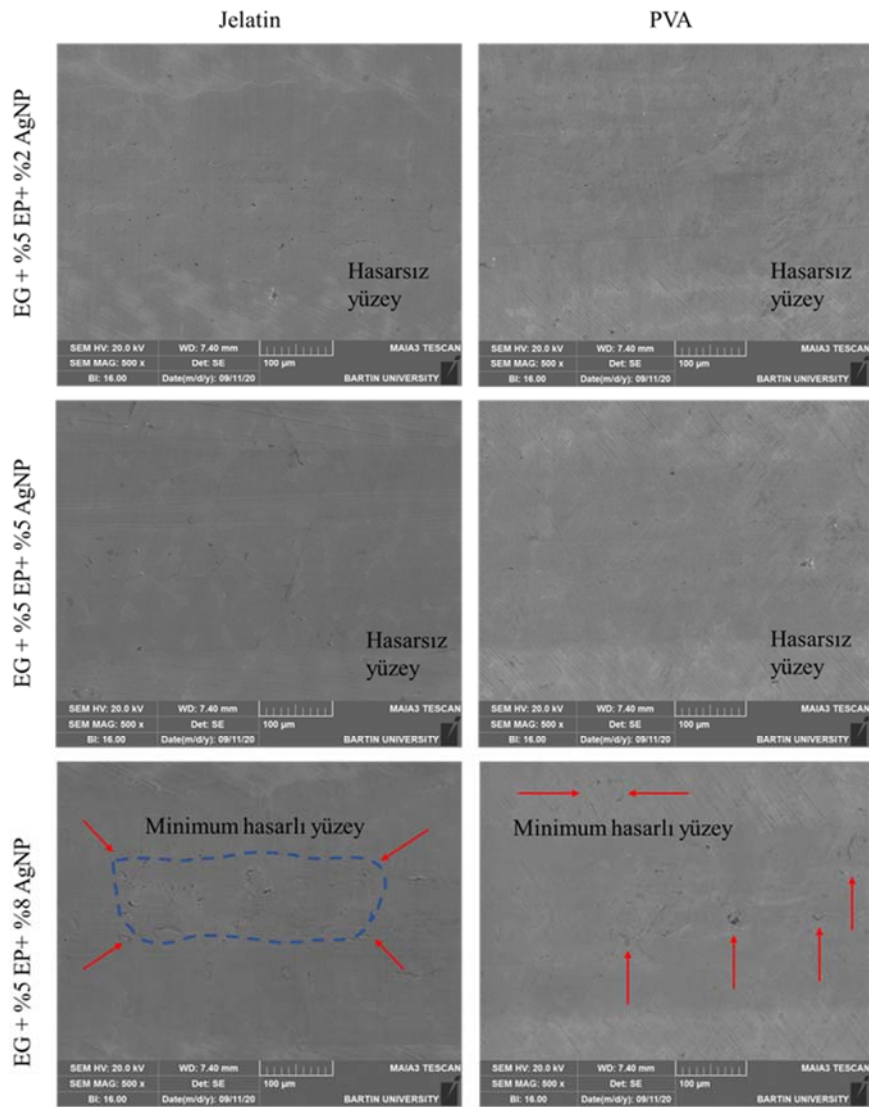 Jelatin
PVA
EG + %5 EP+ %2 AgNP
Hasarsız
yüzey
SEM HV: 20.0 kV WD: 7.40 mm MAIA3 TESCAN
SEM MAG: 500 x Det: SE 100 µm
BI: 16.00 Date(m/d/y): 09/11/20 BARTIN UNIVERSITY
Hasarsız
yüzey
SEM HV: 20.0 kV WD: 7.40 mm MAIA3 TESCAN
SEM MAG: 500 x Det: SE 100 µm
BI: 16.00 Date(m/d/y): 09/11/20 BARTIN UNIVERSITY
EG + %5 EP+ %5 AgNP
Hasarsız
yüzey
SEM HV: 20.0 kV WD: 7.40 mm MAIA3 TESCAN
SEM MAG: 500 x Det: SE 100 µm
BI: 16.00 Date(m/d/y): 09/11/20 BARTIN UNIVERSITY
Hasarsız
yüzey
SEM HV: 20.0 kV WD: 7.40 mm MAIA3 TESCAN
SEM MAG: 500 x Det: SE 100 µm
BI: 16.00 Date(m/d/y): 09/11/20 BARTIN UNIVERSITY
EG + %5 EP+ %8 AgNP
Minimum hasarlı yüzey
SEM HV: 20.0 kV WD: 7.40 mm MAIA3 TESCAN
SEM MAG: 500 x Det: SE 100 µm
BI: 16.00 Date(m/d/y): 09/11/20 BARTIN UNIVERSITY
Minimum hasarlı yüzey
SEM HV: 20.0 kV WD: 7.40 mm MAIA3 TESCAN
SEM MAG: 500 x Det: SE 100 µm
BI: 16.00 Date(m/d/y): 09/11/20 BARTIN UNIVERSITY